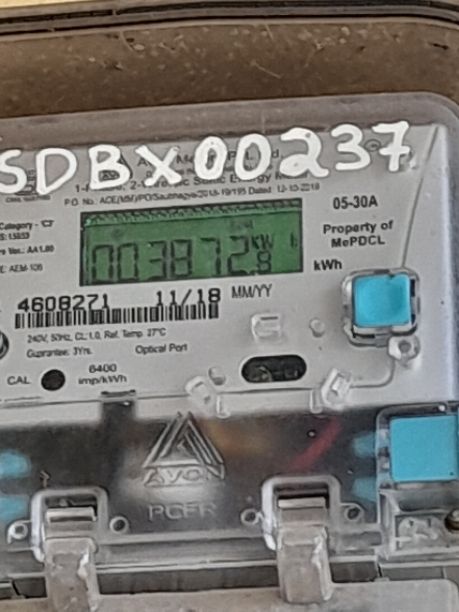 SDBX00237
P.O. No. ACE(MM)/PO/Saubhagya/2018-19/195 Dated: 12-10-2018
05-30A
Category - 'C3'
Property of
MePDCL
003872.8
kW h
kWh
4608271 11/18 MM/YY
240V, 50Hz, CL 1.0, Ref. Temp. 27°C
Guarantee: 3Yrs. Optical Port
CAL 6400
imp/kWh
AVON